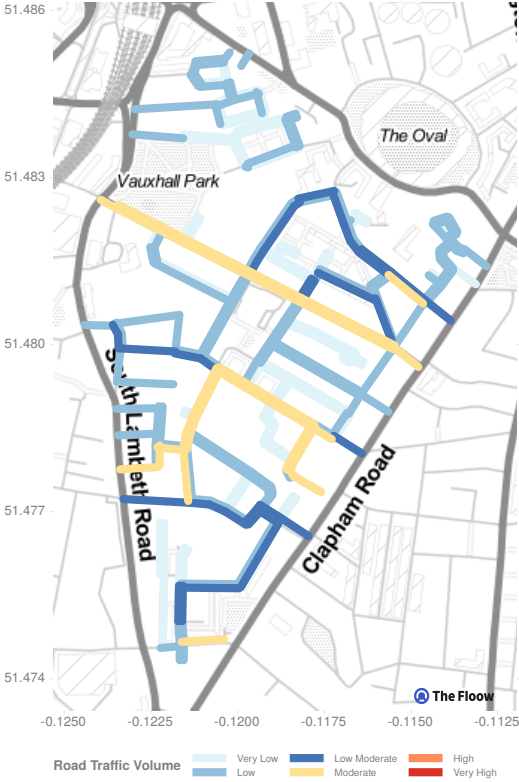 51.486
The Oval
51.483
Vauxhall Park
51.480
South Lambeth Road
Clapham Road
51.477
51.474
The Floow
-0.1250
-0.1225
-0.1200
-0.1175
-0.1150
-0.1125
Road Traffic Volume
Very Low
Low Moderate
High
Low
Moderate
Very High